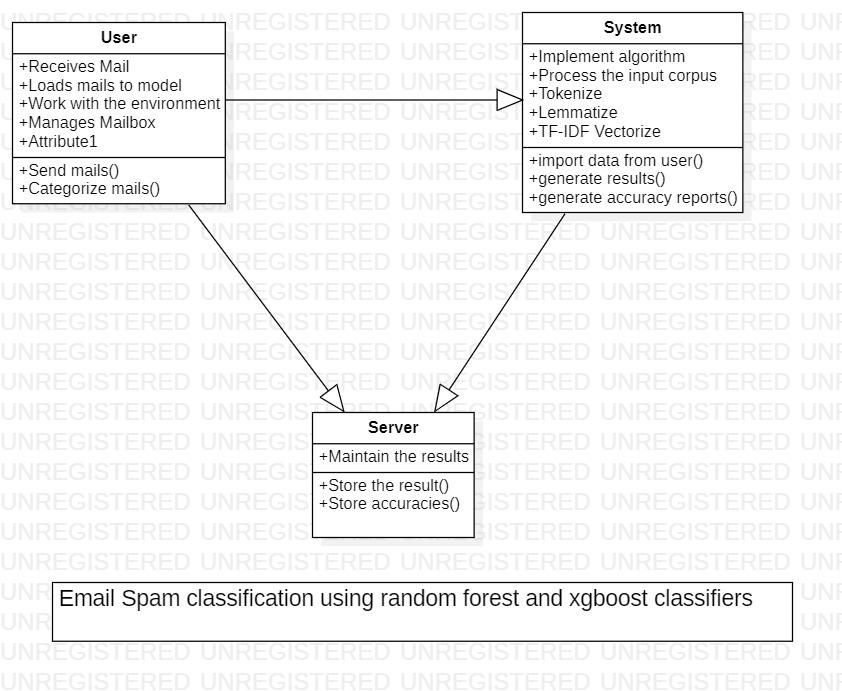 User
+Receives Mail
+Loads mails to model
+Work with the environment
+Manages Mailbox
+Attribute1
+Send mails()
+Categorize mails()
System
+Implement algorithm
+Process the input corpus
+Tokenize
+Lemmatize
+TF-IDF Vectorize
+import data from user()
+generate results()
+generate accuracy reports()
Server
+Maintain the results
+Store the result()
+Store accuracies()
Email Spam classification using random forest and xgboost classifiers
UNREGISTERED